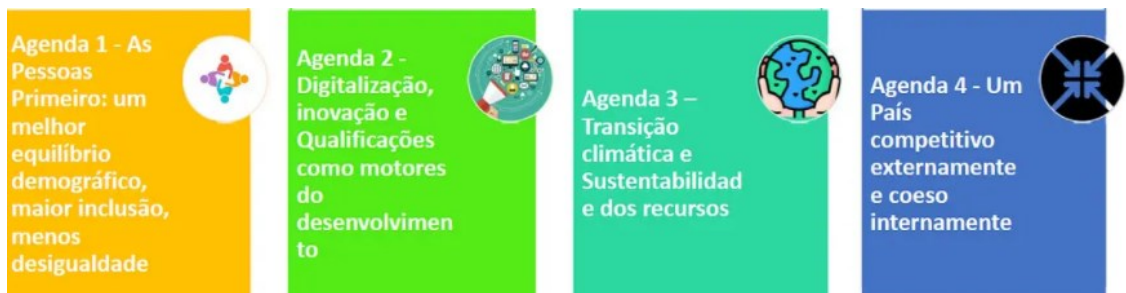 Agenda 1 - As
Pessoas
Primeiro: um
melhor
equilíbrio
demográfico,
maior inclusão,
menos
desigualdade
Agenda 2 -
Digitalização,
inovação e
Qualificações
como motores
do
desenvolvimen
to
Agenda 3 –
Transição
climática e
Sustentabilidad
e dos recursos
Agenda 4 - Um
País
competitivo
externamente
e coeso
internamente